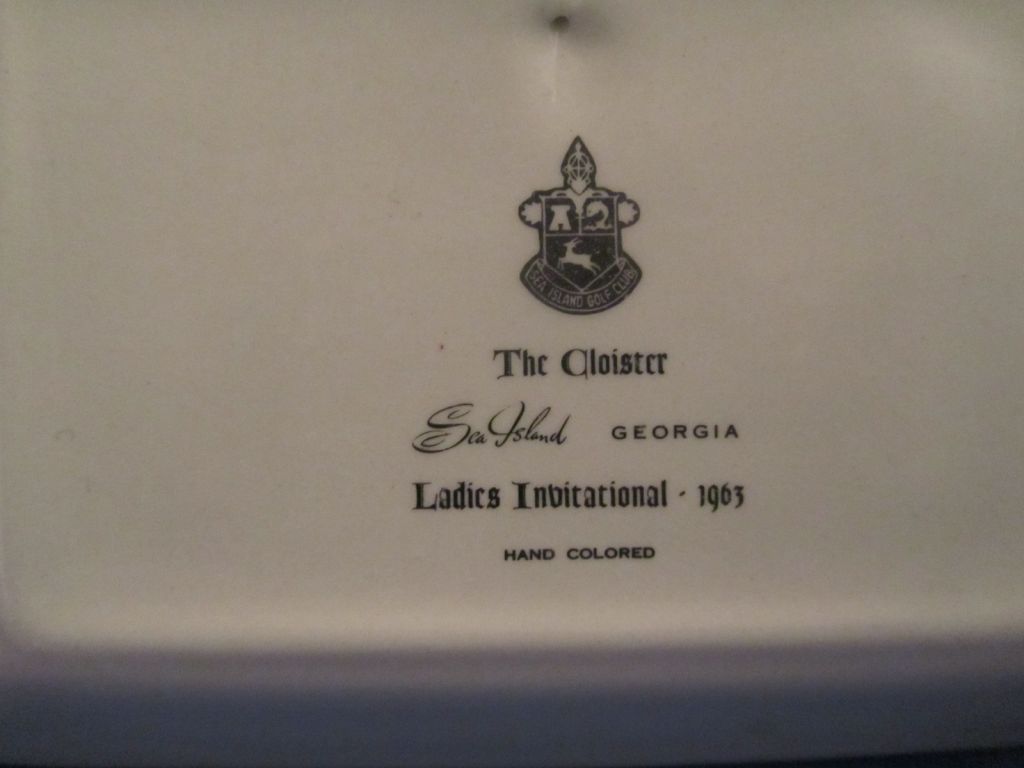 SEA ISLAND GOLF CLUB
The Cloister
Sea Island GEORGIA
Ladies Invitational · 1963
HAND COLORED